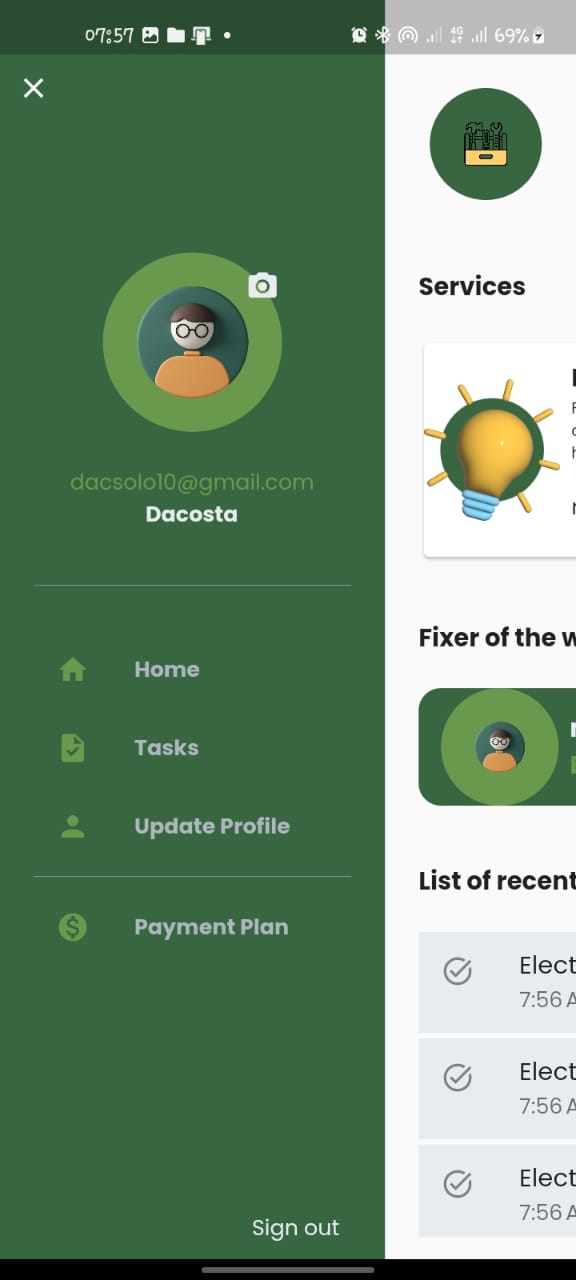 07:57
4G
69%
dacsolo10@gmail.com
Dacosta
Home
Tasks
Update Profile
Payment Plan
Sign out
Services
Fixer of the w
List of recent
Elect
7:56 A
Elect
7:56 A
Elect
7:56 A